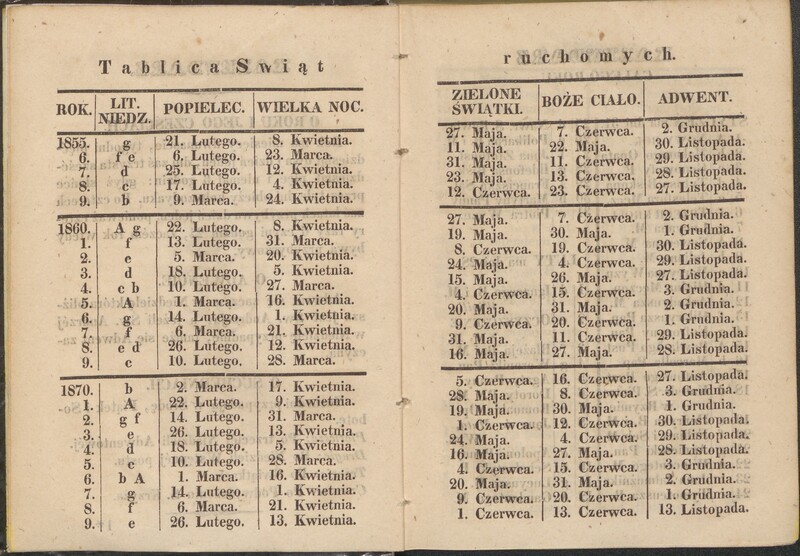 Tablica Swiąt
ROK. LIT. NIEDZ. POPIELEC. WIELKA NOC.
1855. g 21. Lutego. 8. Kwietnia.
6. f e 6. Lutego. 23. Marca.
7. d 25. Lutego. 12. Kwietnia.
8. c 17. Lutego. 4. Kwietnia.
9. b 9. Marca. 24. Kwietnia.
1860. A g 22. Lutego. 8. Kwietnia.
1. f 13. Lutego. 31. Marca.
2. e 5. Marca. 20. Kwietnia.
3. d 18. Lutego. 5. Kwietnia.
4. c b 10. Lutego. 27. Marca.
5. A 1. Marca. 16. Kwietnia.
6. g 14. Lutego. 1. Kwietnia.
7. f 6. Marca. 21. Kwietnia.
8. e d 26. Lutego. 12. Kwietnia.
9. c 10. Lutego. 28. Marca.
1870. b 2. Marca. 17. Kwietnia.
1. A 22. Lutego. 9. Kwietnia.
2. g f 14. Lutego. 31. Marca.
3. e 26. Lutego. 13. Kwietnia.
4. d 18. Lutego. 5. Kwietnia.
5. c 10. Lutego. 28. Marca.
6. b A 1. Marca. 16. Kwietnia.
7. g 14. Lutego. 1. Kwietnia.
8. f 6. Marca. 21. Kwietnia.
9. e 26. Lutego. 13. Kwietnia.
ruchomych.
ZIELONE ŚWIĄTKI. BOŻE CIAŁO. ADWENT.
27. Maja. 7. Czerwca. 2. Grudnia.
11. Maja. 22. Maja. 30. Listopada.
31. Maja. 11. Czerwca. 29. Listopada.
23. Maja. 13. Czerwca. 28. Listopada.
12. Czerwca. 23. Czerwca. 27. Listopada.
27. Maja. 7. Czerwca. 2. Grudnia.
19. Maja. 30. Maja. 1. Grudnia.
8. Czerwca. 19. Czerwca. 30. Listopada.
24. Maja. 4. Czerwca. 29. Listopada.
15. Maja. 26. Maja. 27. Listopada.
4. Czerwca. 15. Czerwca. 3. Grudnia.
20. Maja. 31. Maja. 2. Grudnia.
9. Czerwca. 20. Czerwca. 1. Grudnia.
31. Maja. 11. Czerwca. 29. Listopada.
16. Maja. 27. Maja. 28. Listopada.
5. Czerwca. 16. Czerwca. 27. Listopada.
28. Maja. 8. Czerwca. 3. Grudnia.
19. Maja. 30. Maja. 1. Grudnia.
1. Czerwca. 12. Czerwca. 30. Listopada.
24. Maja. 4. Czerwca. 29. Listopada.
16. Maja. 27. Maja. 28. Listopada.
4. Czerwca. 15. Czerwca. 3. Grudnia.
20. Maja. 31. Maja. 2. Grudnia.
9. Czerwca. 20. Czerwca. 1. Grudnia.
1. Czerwca. 13. Czerwca. 13. Listopada.